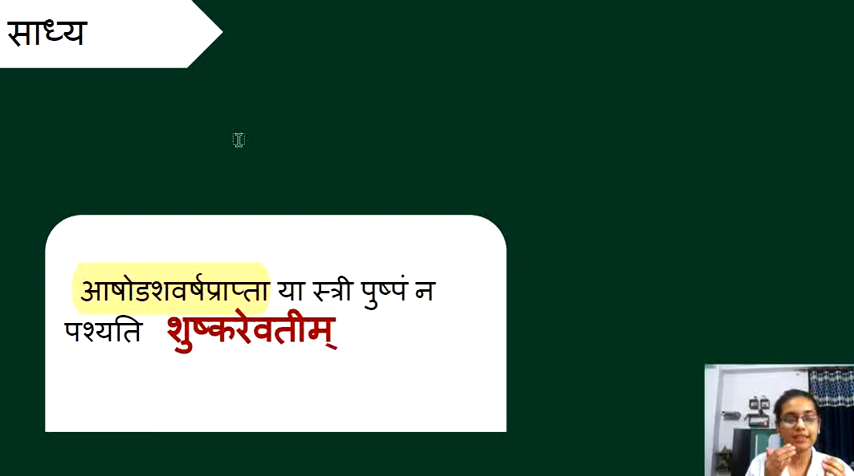 साध्य
आषोडशवर्षप्राप्ता या स्त्री पुष्पं न
पश्यति शुष्करेवतीम्